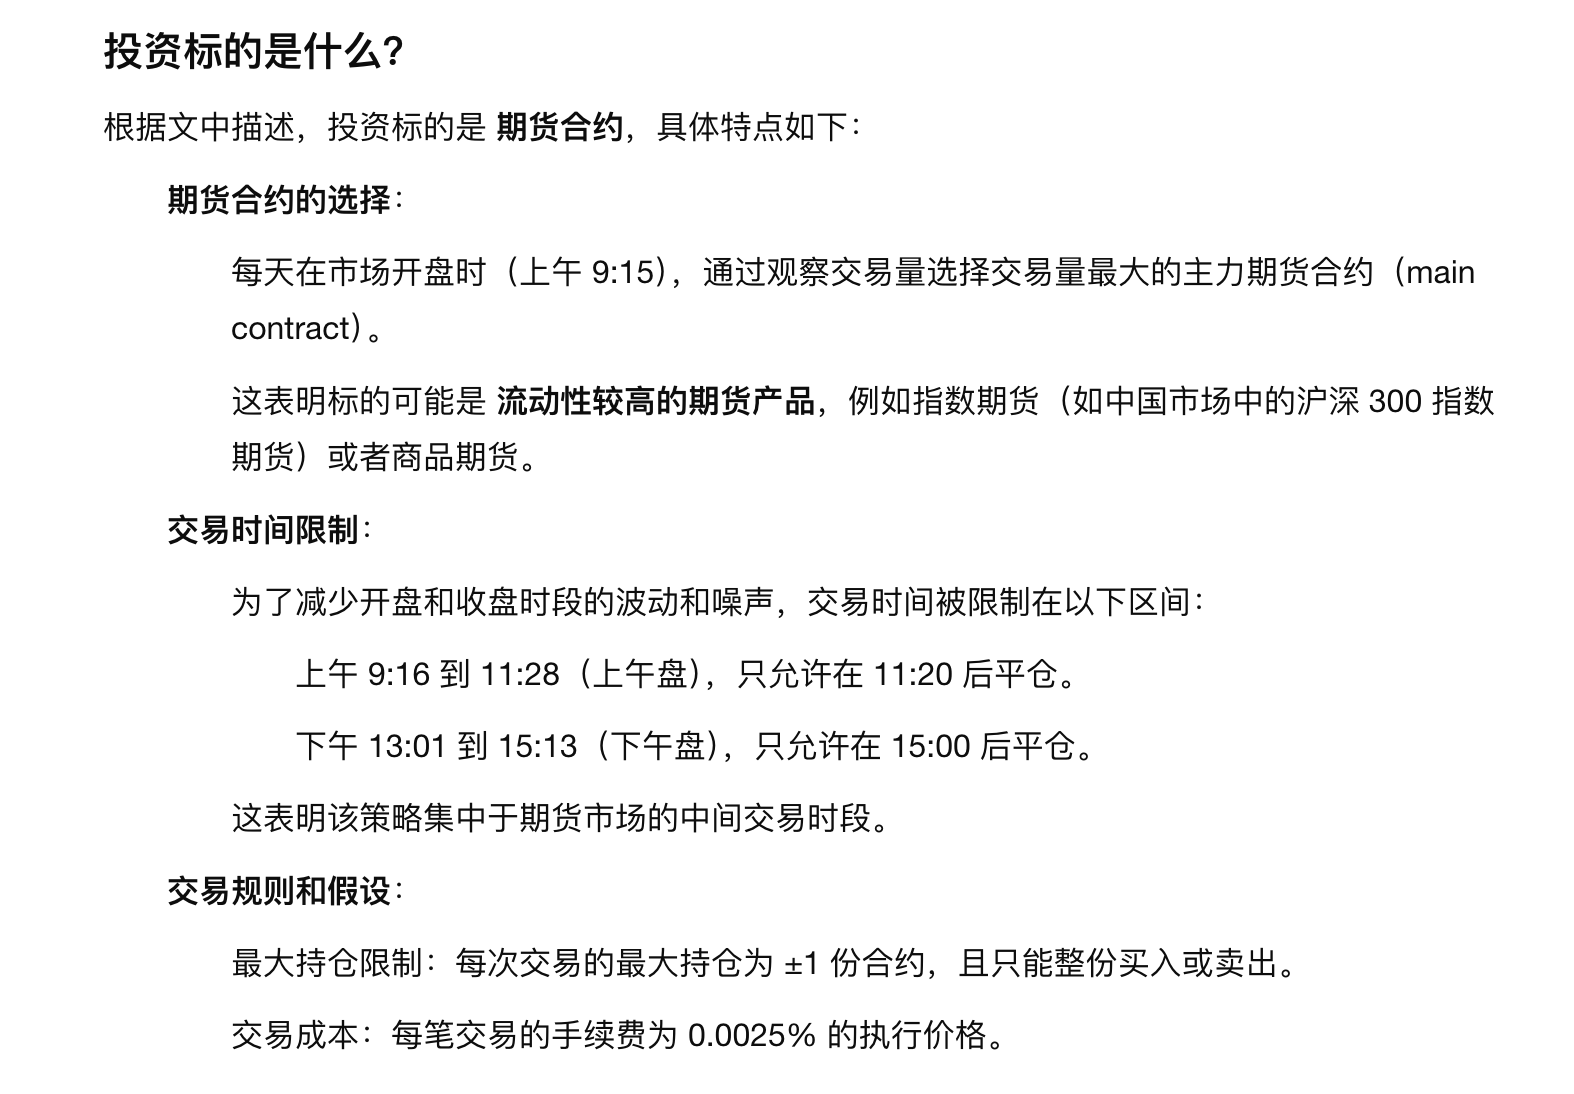 投资标的是什么?
根据文中描述，投资标的是 期货合约，具体特点如下：
期货合约的选择：
每天在市场开盘时（上午 9:15），通过观察交易量选择交易量最大的主力期货合约（main
contract）。
这表明标的可能是 流动性较高的期货产品，例如指数期货（如中国市场中的沪深 300 指数
期货）或者商品期货。
交易时间限制：
为了减少开盘和收盘时段的波动和噪声，交易时间被限制在以下区间：
上午 9:16 到 11:28（上午盘），只允许在 11:20 后平仓。
下午 13:01 到 15:13（下午盘），只允许在 15:00 后平仓。
这表明该策略集中于期货市场的中间交易时段。
交易规则和假设：
最大持仓限制：每次交易的最大持仓为 ±1 份合约，且只能整份买入或卖出。
交易成本：每笔交易的手续费为 0.0025% 的执行价格。